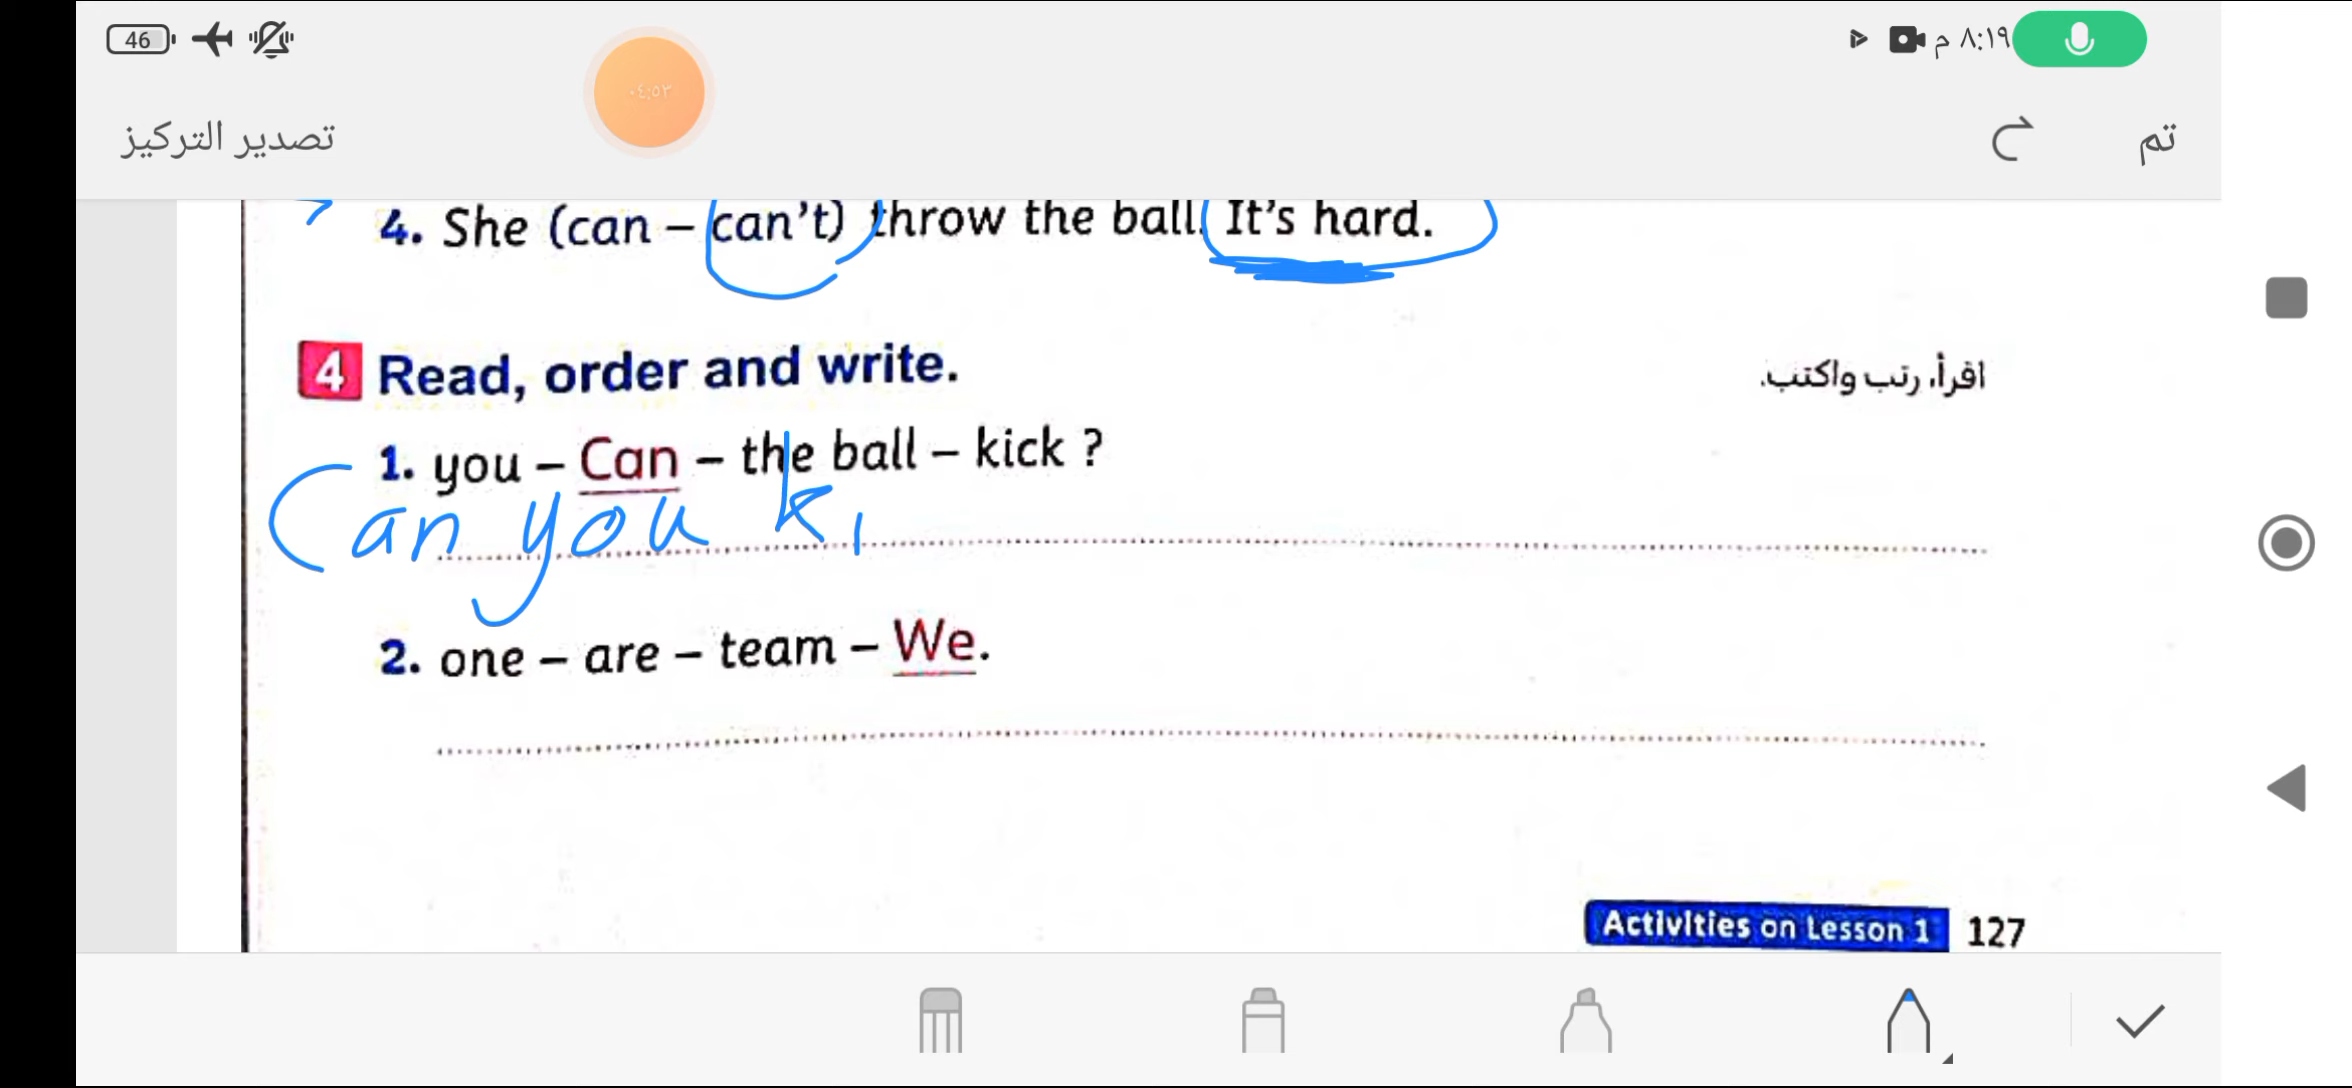 46 م ٨:١٩
٠٤:٥٣
تصدير التركيز تم
4. She (can – can't) throw the ball. It's hard.
4 Read, order and write. اقرأ، رتب واكتب.
1. you – Can – the ball – kick ?
Can you ki
2. one – are – team – We.
Activities on Lesson 1 127